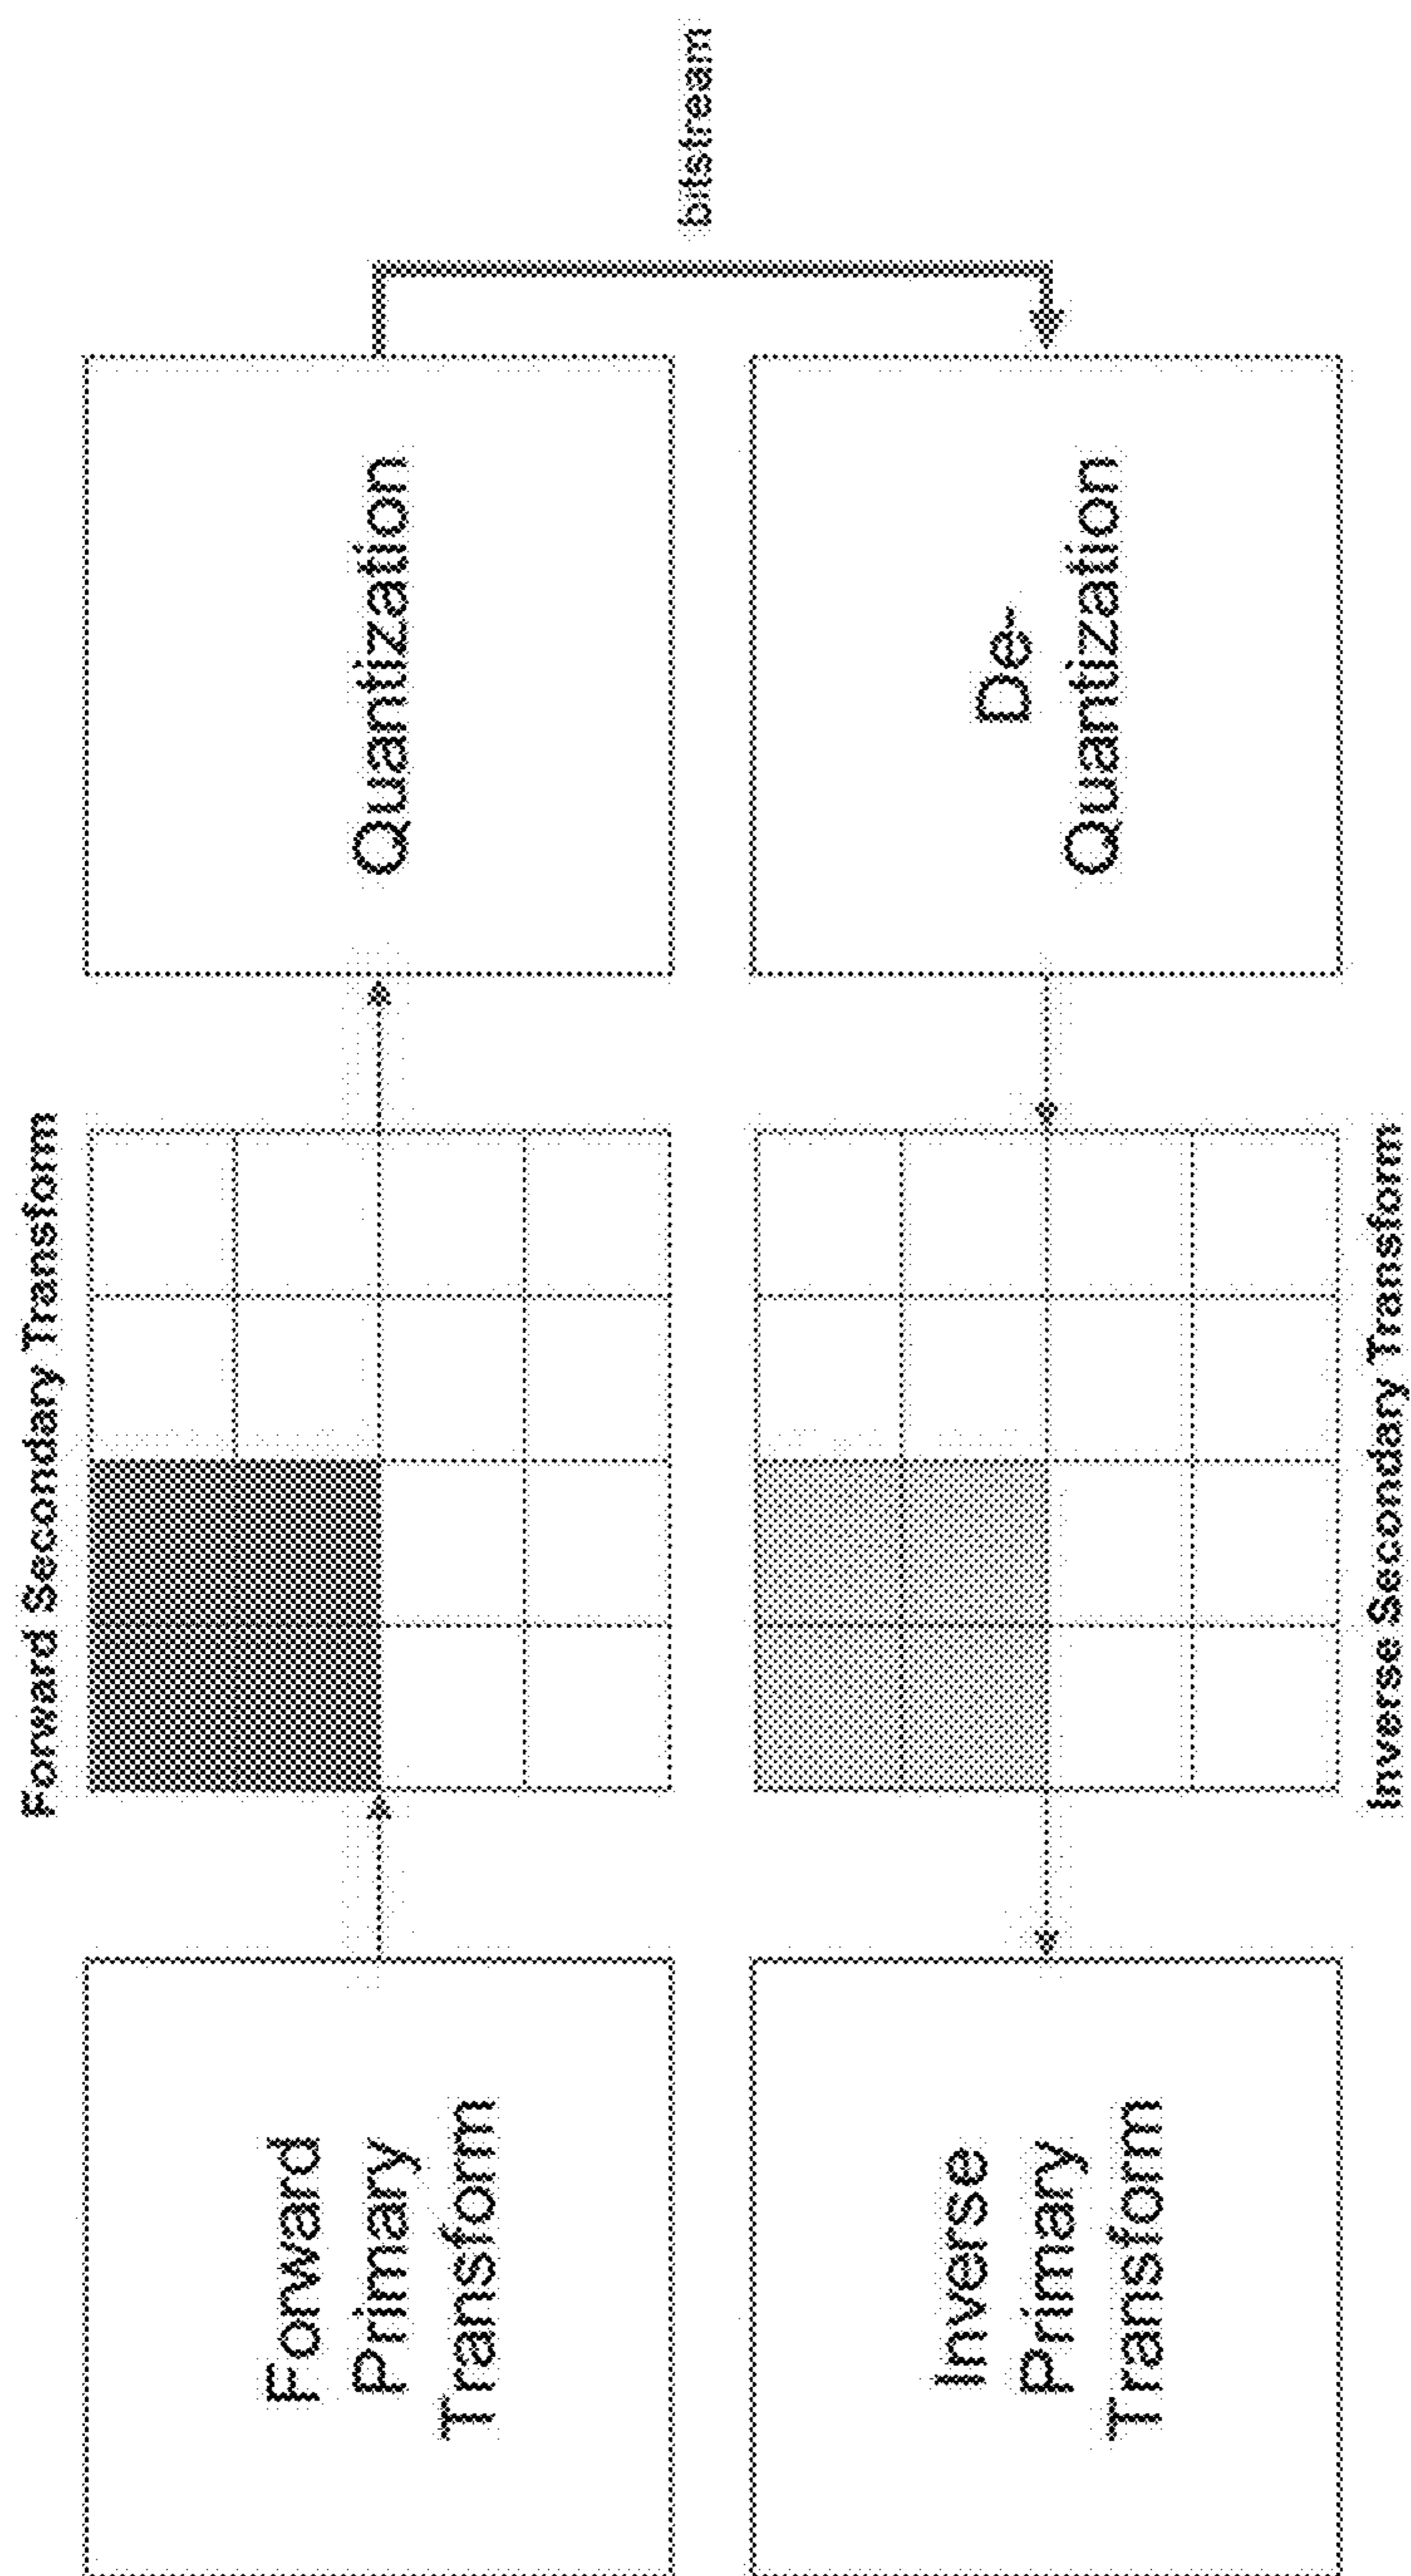 Forward Secondary Transform
Forward
Primary
Transform
Quantization
bitstream
Inverse
Primary
Transform
De-
Quantization
Inverse Secondary Transform